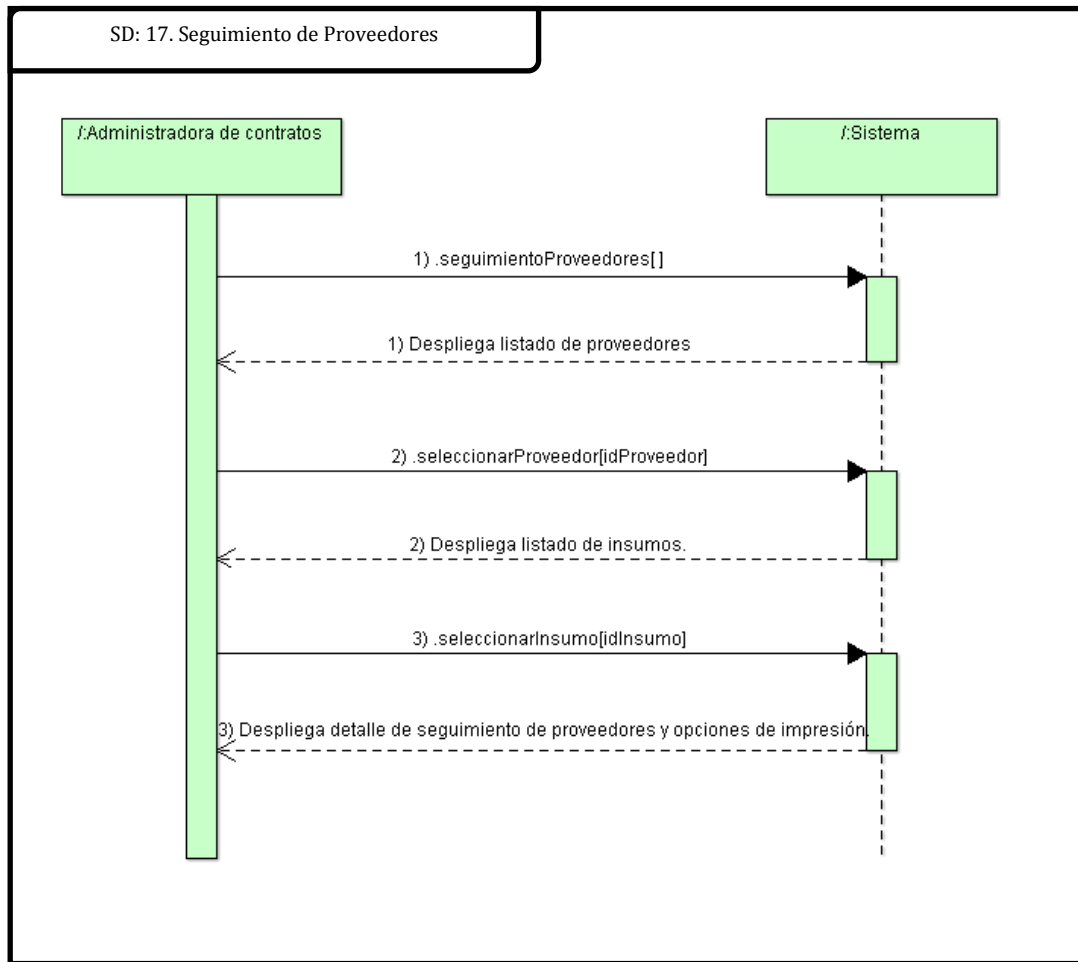 SD: 17. Seguimiento de Proveedores
/:Administradora de contratos
/:Sistema
1) .seguimientoProveedores[ ]
1) Despliega listado de proveedores
2) .seleccionarProveedor[idProveedor]
2) Despliega listado de insumos.
3) .seleccionarInsumo[idInsumo]
3) Despliega detalle de seguimiento de proveedores y opciones de impresión.